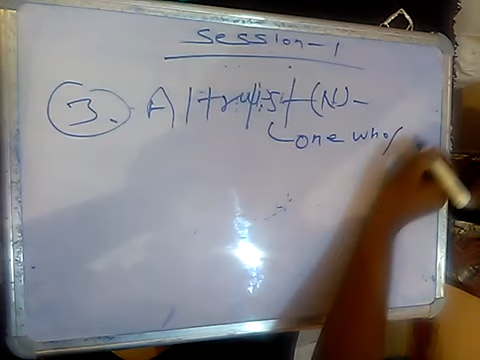 Session-1
3. Altruist (N) -
one who